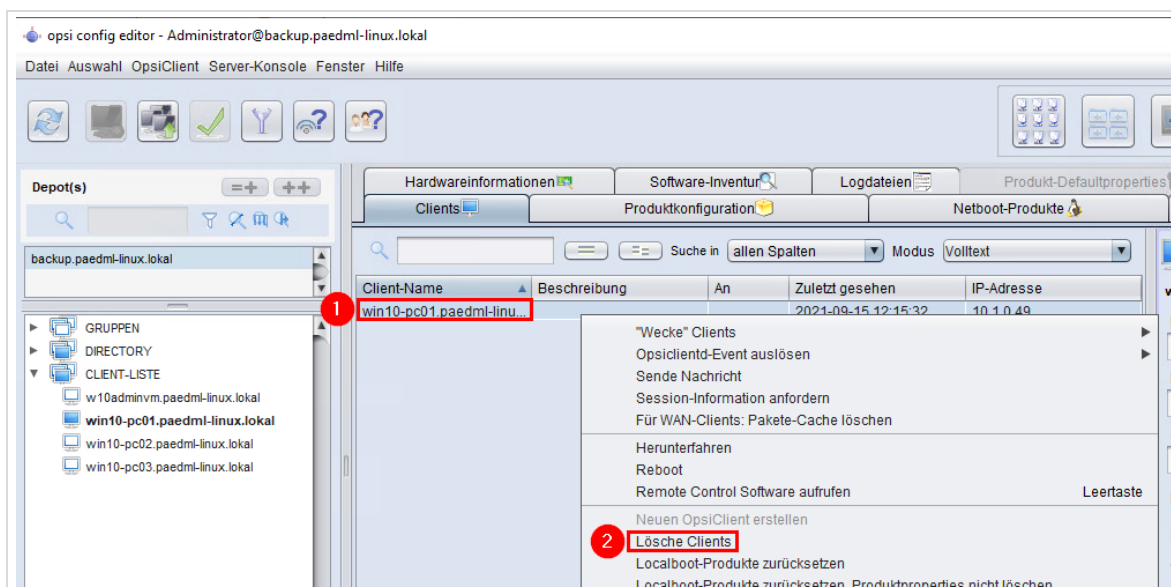 opsi config editor - Administrator@backup.paedml-linux.lokal
Datei Auswahl OpsiClient Server-Konsole Fenster Hilfe
Depot(s)
backup.paedml-linux.lokal
GRUPPEN
DIRECTORY
CLIENT-LISTE
w10adminvm.paedml-linux.lokal
win10-pc01.paedml-linux.lokal
win10-pc02.paedml-linux.lokal
win10-pc03.paedml-linux.lokal
Hardwareinformationen Software-Inventur Logdateien Produkt-Defaultproperties
Clients Produktkonfiguration Netboot-Produkte
Suche in allen Spalten Modus Volltext
Client-Name Beschreibung An Zuletzt gesehen IP-Adresse
1 win10-pc01.paedml-linu... 2021-09-15 12:15:32 10.1.0.49
"Wecke" Clients
Opsiclientd-Event auslösen
Sende Nachricht
Session-Information anfordern
Für WAN-Clients: Pakete-Cache löschen
Herunterfahren
Reboot
Remote Control Software aufrufen Leertaste
Neuen OpsiClient erstellen
2 Lösche Clients
Localboot-Produkte zurücksetzen
Localboot-Produkte zurücksetzen, Produktproperties nicht löschen